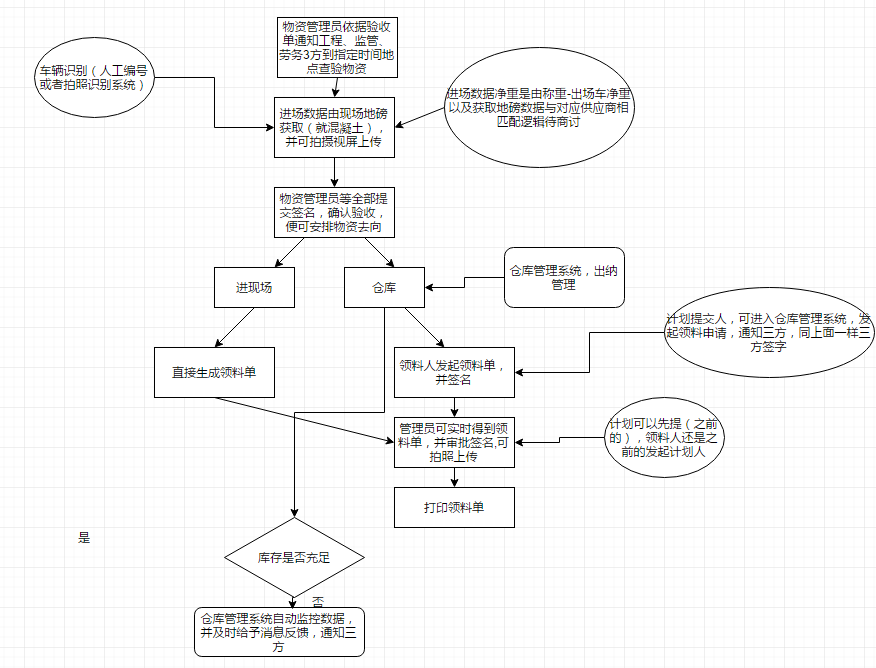 物资管理员依据验收
单通知工程、监管、
劳务3方到指定时间地
点查验物资
车辆识别（人工编号
或者拍照识别系统）
进场数据由现场地磅
获取（就混凝土），
并可拍摄视屏上传
进场数据净重是由称重-出场车净重
以及获取地磅数据与对应供应商相
匹配逻辑待商讨
物资管理员等全部提
交签名，确认验收，
便可安排物资去向
进现场
仓库
仓库管理系统，出纳
管理
计划提交人，可进入仓库管理系统，发
起领料申请，通知三方，同上面一样三
方签字
直接生成领料单
领料人发起领料单，
并签名
管理员可实时得到领
料单，并审批签名,可
拍照上传
计划可以先提（之前
的），领料人还是之
前的发起计划人
打印领料单
是
库存是否充足
否
仓库管理系统自动监控数据，
并及时给予消息反馈，通知三
方